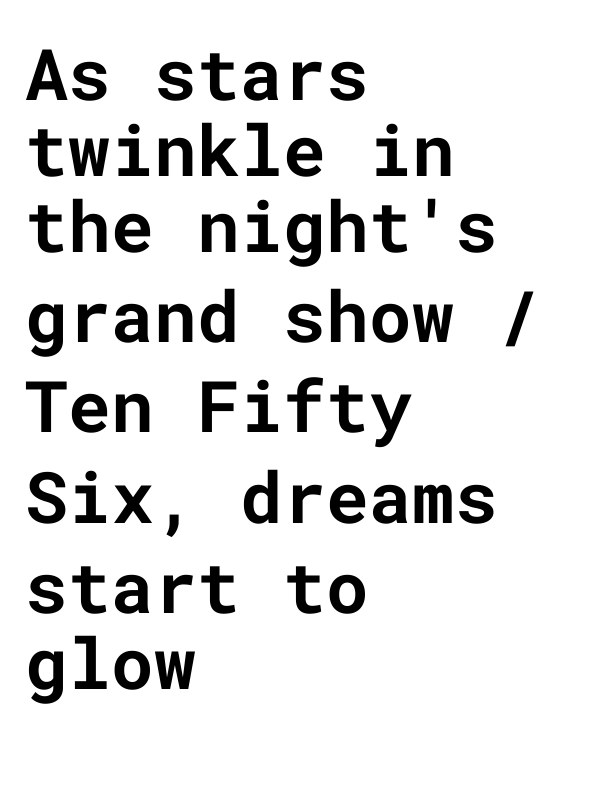 As stars
twinkle in
the night's
grand show /
Ten Fifty
Six, dreams
start to
glow